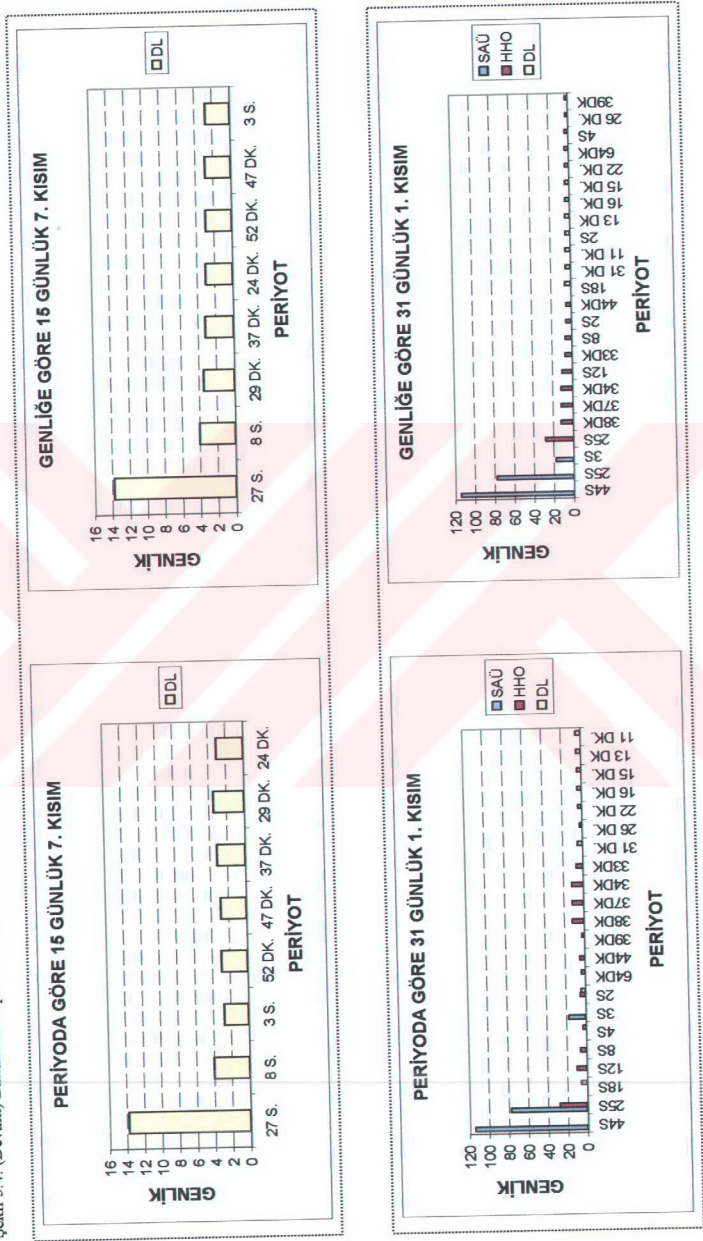 PERİYODA GÖRE 15 GÜNLÜK 7. KISIM
GENLİK
16
14
12
10
8
6
4
2
0
27 S. 8 S. 3 S. 52 DK. 47 DK. 37 DK. 29 DK. 24 DK.
PERİYOT
DL
GENLİĞE GÖRE 15 GÜNLÜK 7. KISIM
GENLİK
16
14
12
10
8
6
4
2
0
27 S. 8 S. 29 DK. 37 DK. 24 DK. 52 DK. 47 DK. 3 S.
PERİYOT
DL
PERİYODA GÖRE 31 GÜNLÜK 1. KISIM
GENLİK
120
100
80
60
40
20
0
44S 25S 18S 12S 8S 4S 3S 2S 64DK 44DK 39DK 38DK 37DK 34DK 33DK 31 DK. 26 DK. 22 DK. 16 DK. 15 DK. 13 DK. 11 DK.
PERİYOT
SAÜ
HHO
DL
GENLİĞE GÖRE 31 GÜNLÜK 1. KISIM
GENLİK
120
100
80
60
40
20
0
44S 25S 3S 25S 38DK 37DK 34DK 12S 33DK 8S 2S 44DK 18S 31 DK. 11 DK. 2S 13 DK. 16 DK. 15 DK. 22 DK. 64DK 4S 26 DK. 39DK
PERİYOT
SAÜ
HHO
DL